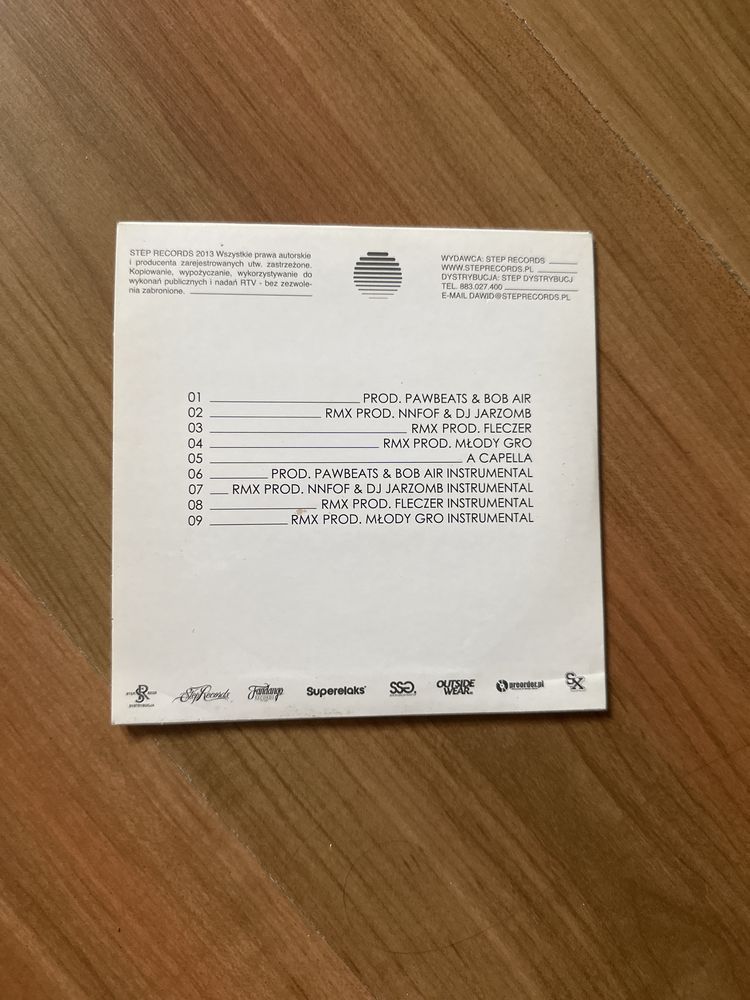 STEP RECORDS 2013 Wszystkie prawa autorskie
i producenta zarejestrowanych utw. zastrzeżone.
Kopiowanie, wypożyczanie, wykorzystywanie do
wykonań publicznych i nadań RTV - bez zezwole-
nia zabronione.
WYDAWCA: STEP RECORDS
WWW.STEPRECORDS.PL
DYSTRYBUCJA: STEP DYSTRYBUCJ
TEL. 883.027.400
E-MAIL DAWID@STEPRECORDS.PL
01 PROD. PAWBEATS & BOB AIR
02 RMX PROD. NNFOF & DJ JARZOMB
03 RMX PROD. FLECZER
04 RMX PROD. MŁODY GRO
05 A CAPELLA
06 PROD. PAWBEATS & BOB AIR INSTRUMENTAL
07 RMX PROD. NNFOF & DJ JARZOMB INSTRUMENTAL
08 RMX PROD. FLECZER INSTRUMENTAL
09 RMX PROD. MŁODY GRO INSTRUMENTAL
StepRecords
Fandango
RECORDS
Superelaks
SSG
OUTSIDE
WEAR
preorder.pl
SX